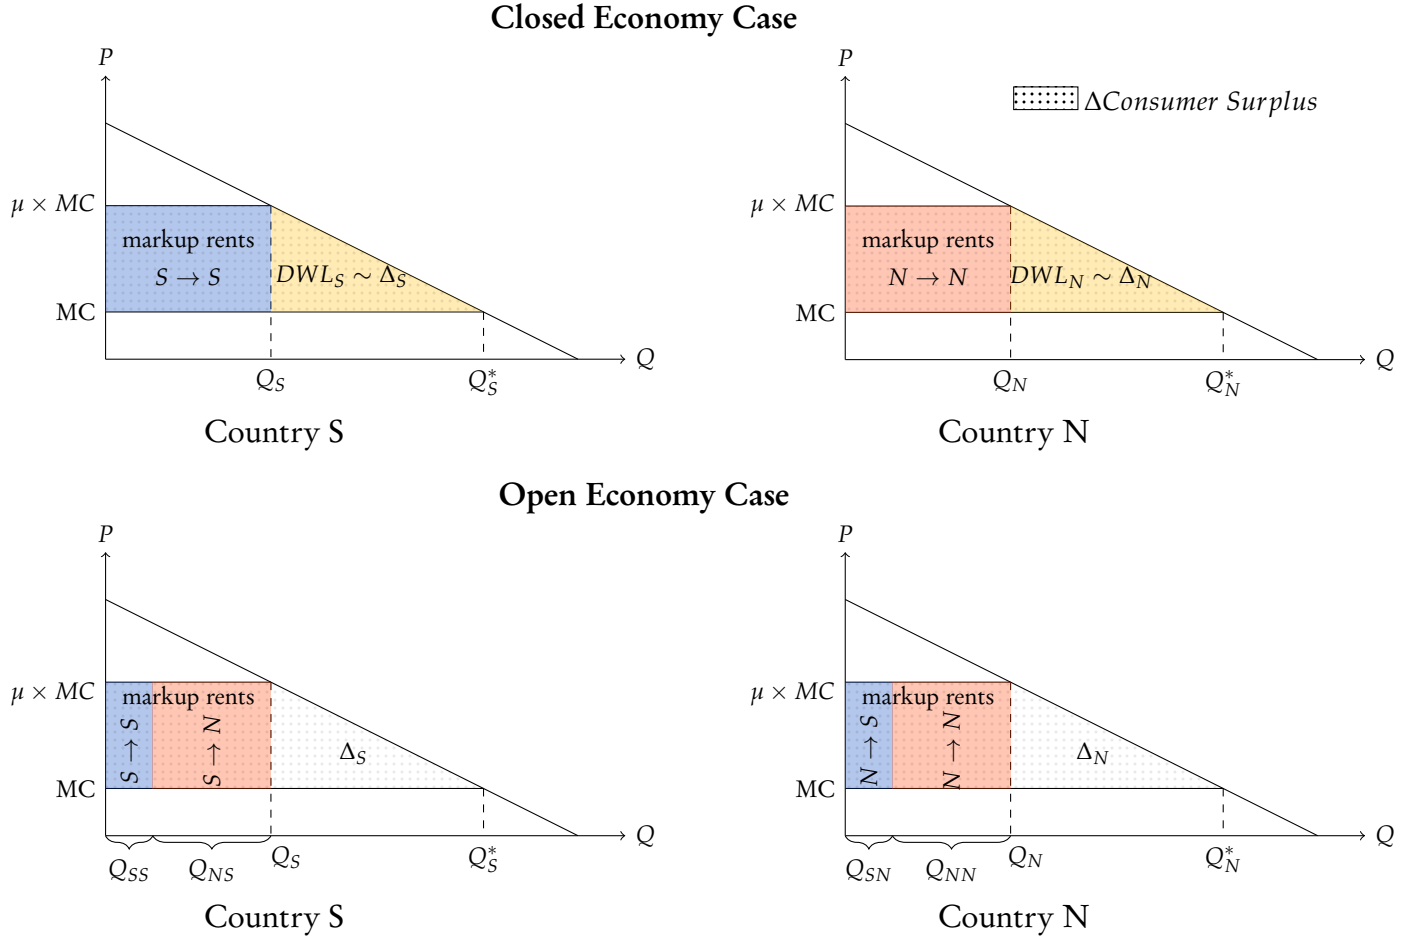 Closed Economy Case
P
μ × MC
markup rents
S → S
DWL_S ~ Δ_S
MC
Q
Q_S
Q*_S
Country S
P
ΔConsumer Surplus
μ × MC
markup rents
N → N
DWL_N ~ Δ_N
MC
Q
Q_N
Q*_N
Country N
Open Economy Case
P
μ × MC
markup rents
S → S
S → N
Δ_S
MC
Q
Q_SS
Q_NS
Q_S
Q*_S
Country S
P
μ × MC
markup rents
N → S
N → N
Δ_N
MC
Q
Q_SN
Q_NN
Q_N
Q*_N
Country N